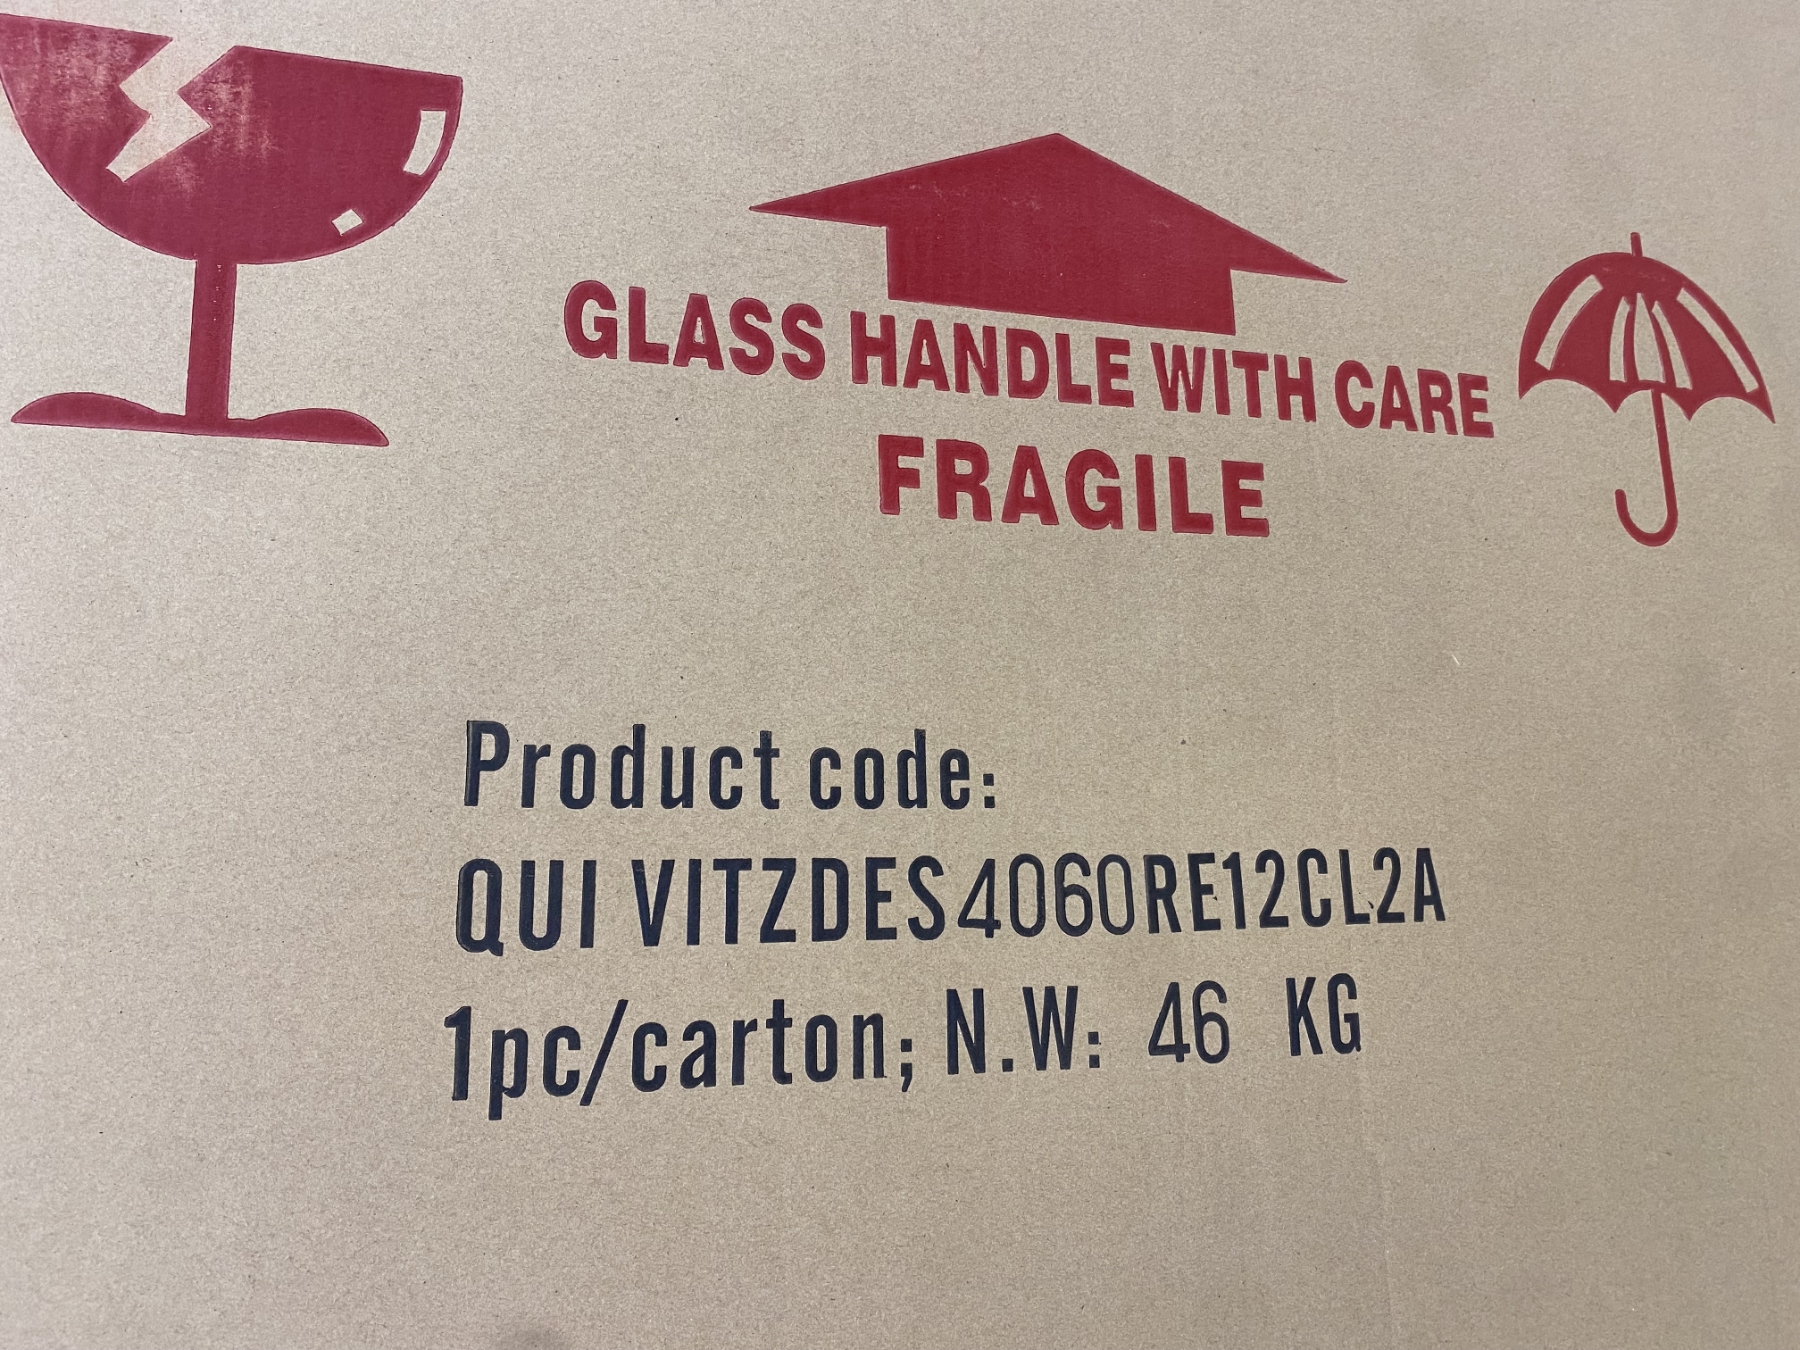 GLASS HANDLE WITH CARE
FRAGILE
Product code:
QUI VITZDES4060RE12CL2A
1pc/carton; N.W: 46 KG